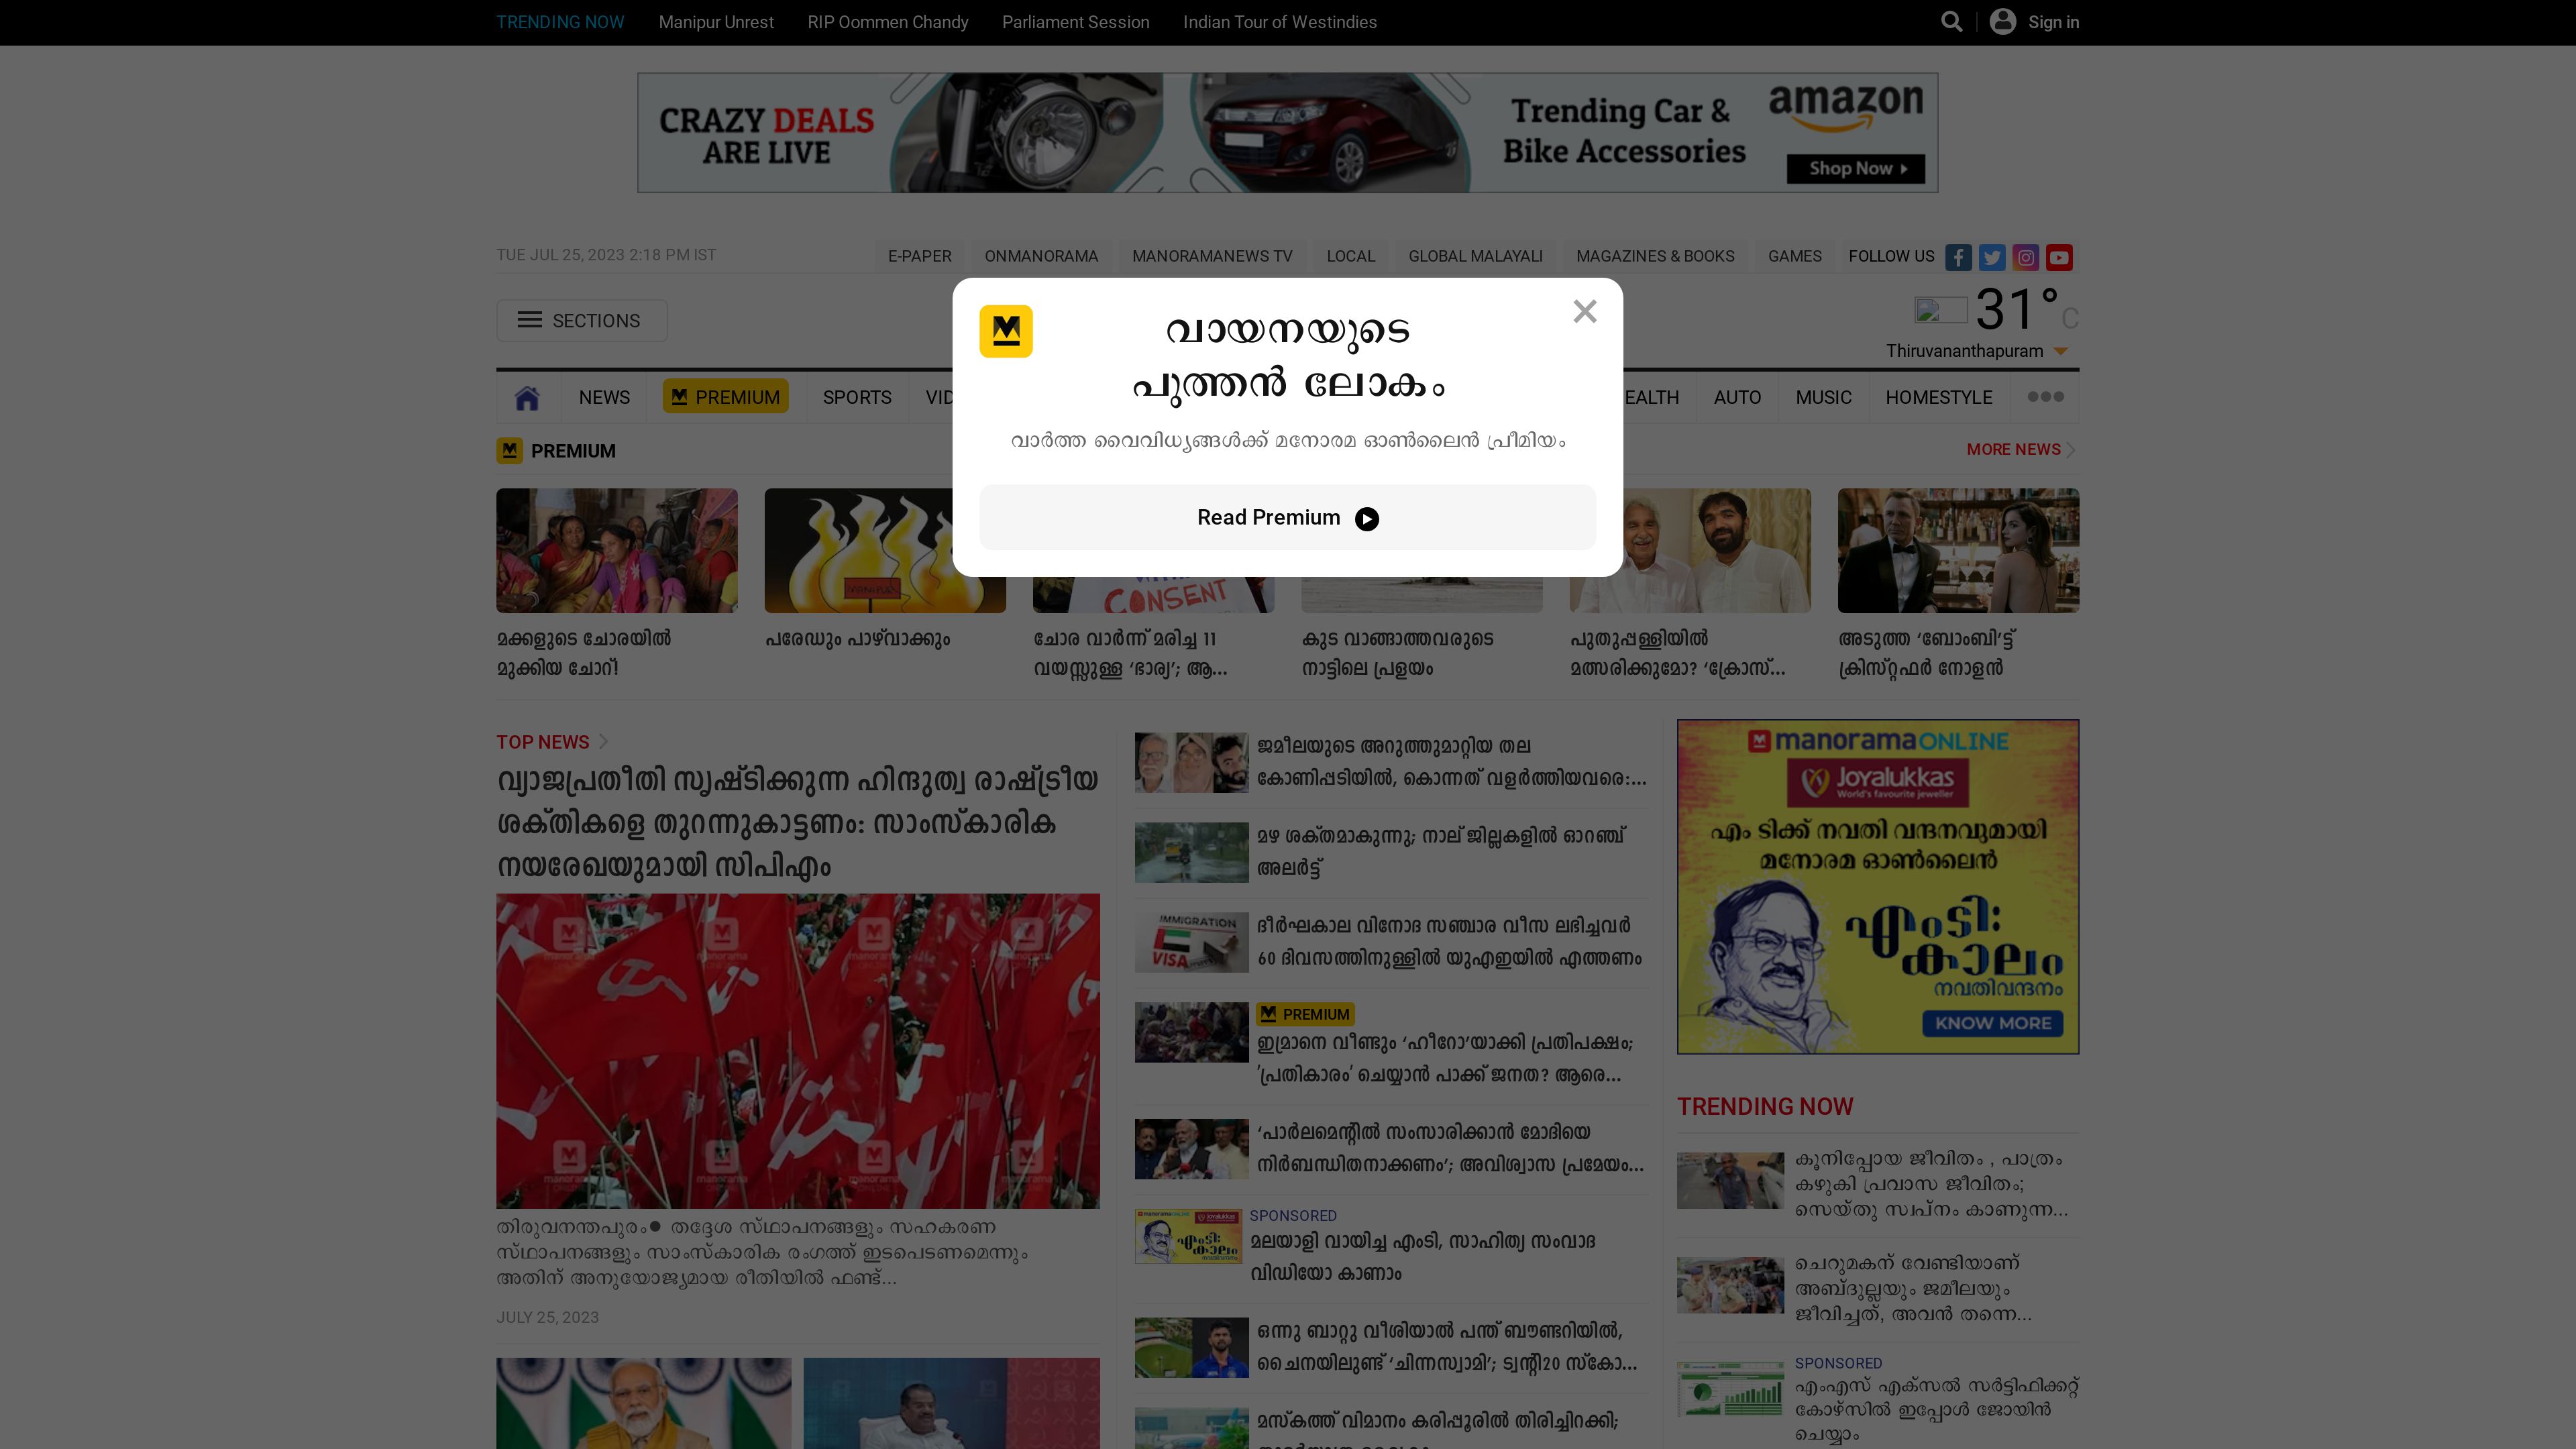 TRENDING NOW Manipur Unrest RIP Oommen Chandy Parliament Session Indian Tour of Westindies Sign in
CRAZY DEALS
ARE LIVE
Trending Car &
Bike Accessories
amazon
Shop Now
TUE JUL 25, 2023 2:18 PM IST
E-PAPER ONMANORAMA MANORAMANEWS TV LOCAL GLOBAL MALAYALI MAGAZINES & BOOKS GAMES FOLLOW US
SECTIONS
31°C
Thiruvananthapuram
വായനയുടെ
പുത്തൻ ലോകം
വാർത്ത വൈവിധ്യങ്ങൾക്ക് മനോരമ ഓൺലൈൻ പ്രീമിയം
Read Premium
NEWS PREMIUM SPORTS VID EALTH AUTO MUSIC HOMESTYLE
PREMIUM
MORE NEWS
CONSENT
മക്കളുടെ ചോരയിൽ
മുക്കിയ ചോറ്!
പരേഡും പാഴ്‌വാക്കും
ചോര വാർന്ന് മരിച്ച 11
വയസ്സുള്ള ‘ഭാര്യ’; ആ...
കുട വാങ്ങാത്തവരുടെ
നാട്ടിലെ പ്രളയം
പുതുപ്പള്ളിയിൽ
മത്സരിക്കുമോ? ‘ക്രോസ്...
അടുത്ത ‘ബോംബി’ട്ട്
ക്രിസ്റ്റഫർ നോളൻ
TOP NEWS
വ്യാജപ്രതീതി സൃഷ്ടിക്കുന്ന ഹിന്ദുത്വ രാഷ്ട്രീയ
ശക്തികളെ തുറന്നുകാട്ടണം: സാംസ്കാരിക
നയരേഖയുമായി സിപിഎം
തിരുവനന്തപുരം● തദ്ദേശ സ്ഥാപനങ്ങളും സഹകരണ
സ്ഥാപനങ്ങളും സാംസ്കാരിക രംഗത്ത് ഇടപെടണമെന്നും
അതിന് അനുയോജ്യമായ രീതിയിൽ ഫണ്ട്...
JULY 25, 2023
ജമീലയുടെ അറുത്തുമാറ്റിയ തല
കോണിപ്പടിയിൽ, കൊന്നത് വളർത്തിയവരെ:...
മഴ ശക്തമാകുന്നു; നാല് ജില്ലകളിൽ ഓറഞ്ച്
അലർട്ട്
IMMIGRATION
VISA
ദീർഘകാല വിനോദ സഞ്ചാര വീസ ലഭിച്ചവർ
60 ദിവസത്തിനുള്ളിൽ യുഎഇയിൽ എത്തണം
PREMIUM
ഇമ്രാനെ വീണ്ടും ‘ഹീറോ’യാക്കി പ്രതിപക്ഷം;
'പ്രതികാരം' ചെയ്യാൻ പാക്ക് ജനത? ആരെ...
‘പാർലമെന്റിൽ സംസാരിക്കാൻ മോദിയെ
നിർബന്ധിതനാക്കണം’; അവിശ്വാസ പ്രമേയം...
SPONSORED
മലയാളി വായിച്ച എംടി, സാഹിത്യ സംവാദ
വിഡിയോ കാണാം
ഒന്നു ബാറ്റു വീശിയാൽ പന്ത് ബൗണ്ടറിയിൽ,
ചൈനയിലുണ്ട് ‘ചിന്നസ്വാമി’; ട്വന്റി20 സ്കോ...
മസ്കത്ത് വിമാനം കരിപ്പൂരിൽ തിരിച്ചിറക്കി;
manorama ONLINE
Joyalukkas
World's favourite jeweller
എം ടിക്ക് നവതി വന്ദനവുമായി
മനോരമ ഓൺലൈൻ
എംടി:
കാലം
നവതിവന്ദനം
KNOW MORE
TRENDING NOW
കൂനിപ്പോയ ജീവിതം , പാത്രം
കഴുകി പ്രവാസ ജീവിതം;
സെയ്തു സ്വപ്നം കാണുന്ന...
ചെറുമകന് വേണ്ടിയാണ്
അബ്ദുല്ലയും ജമീലയും
ജീവിച്ചത്, അവൻ തന്നെ...
SPONSORED
എംഎസ് എക്സൽ സർട്ടിഫിക്കറ്റ്
കോഴ്സിൽ ഇപ്പോൾ ജോയിൻ
ചെയ്യാം